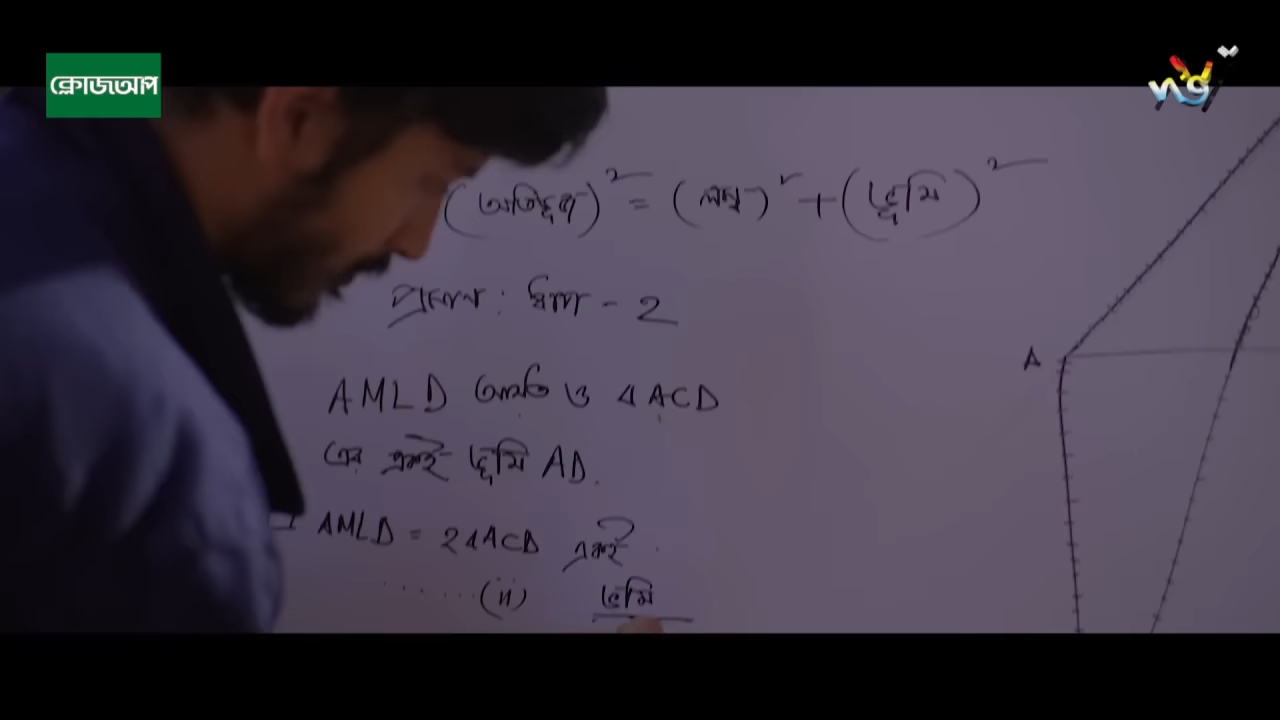 ক্লোজআপ
(অতিভুজ)² = (লম্ব)² + (ভূমি)²
প্রমাণ : ধাপ - 2
A
AMLD আয়ত ও ∆ ACD
এর একই ভূমি AD.
AMLD = 2∆ACD একই
......(ii) ভূমি